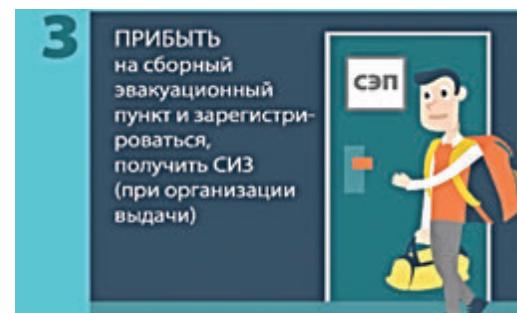 3
ПРИБЫТЬ
на сборный
эвакуационный
пункт и зарегистри-
роваться,
получить СИЗ
(при организации
выдачи)
СЭП